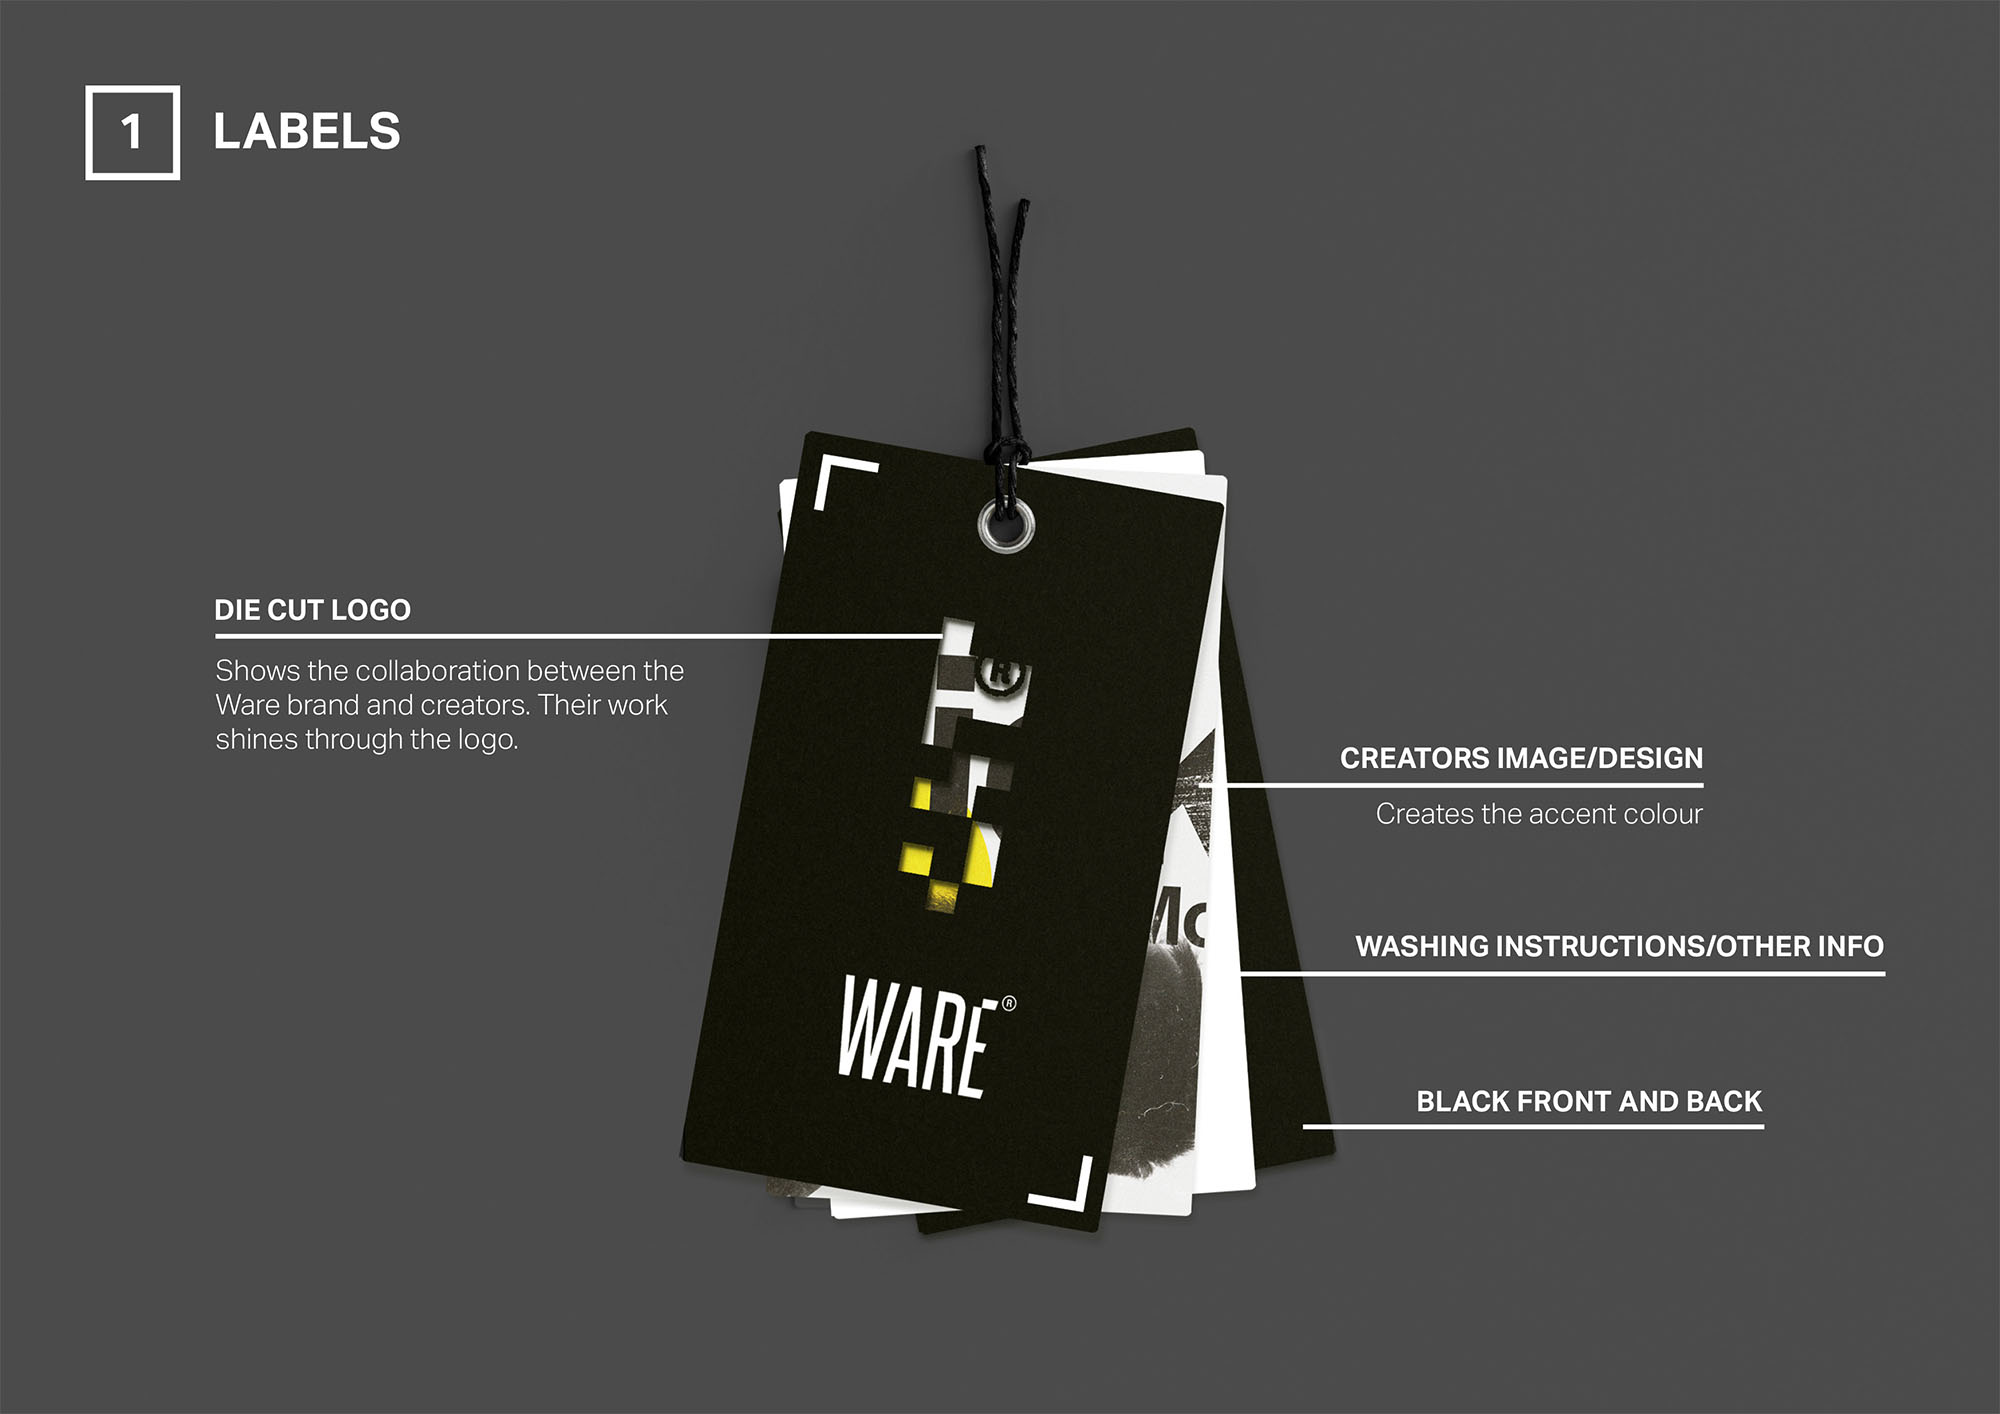 1 LABELS
DIE CUT LOGO
Shows the collaboration between the
Ware brand and creators. Their work
shines through the logo.
®
WARE®
CREATORS IMAGE/DESIGN
Creates the accent colour
Mc
WASHING INSTRUCTIONS/OTHER INFO
BLACK FRONT AND BACK